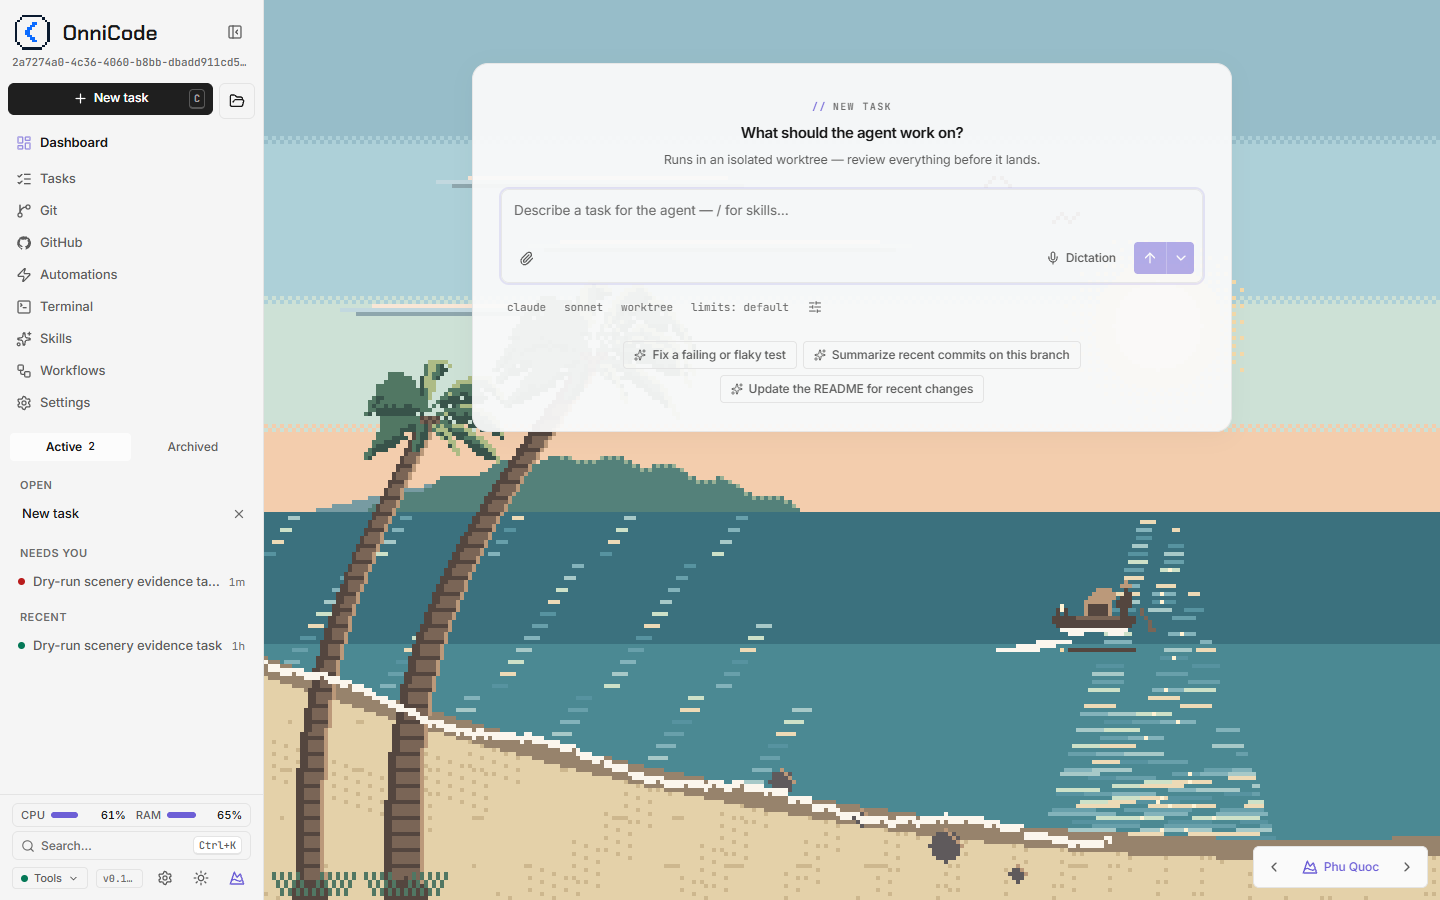 OnniCode
2a7274a0-4c36-4060-b8bb-dbadd911cd5…
New task C
Dashboard
Tasks
Git
GitHub
Automations
Terminal
Skills
Workflows
Settings
Active 2 Archived
OPEN
New task
NEEDS YOU
Dry-run scenery evidence ta… 1m
RECENT
Dry-run scenery evidence task 1h
CPU 61% RAM 65%
Search... Ctrl+K
Tools v0.1…
// NEW TASK
What should the agent work on?
Runs in an isolated worktree — review everything before it lands.
Describe a task for the agent — / for skills...
Dictation
claude sonnet worktree limits: default
Fix a failing or flaky test Summarize recent commits on this branch
Update the README for recent changes
Phu Quoc